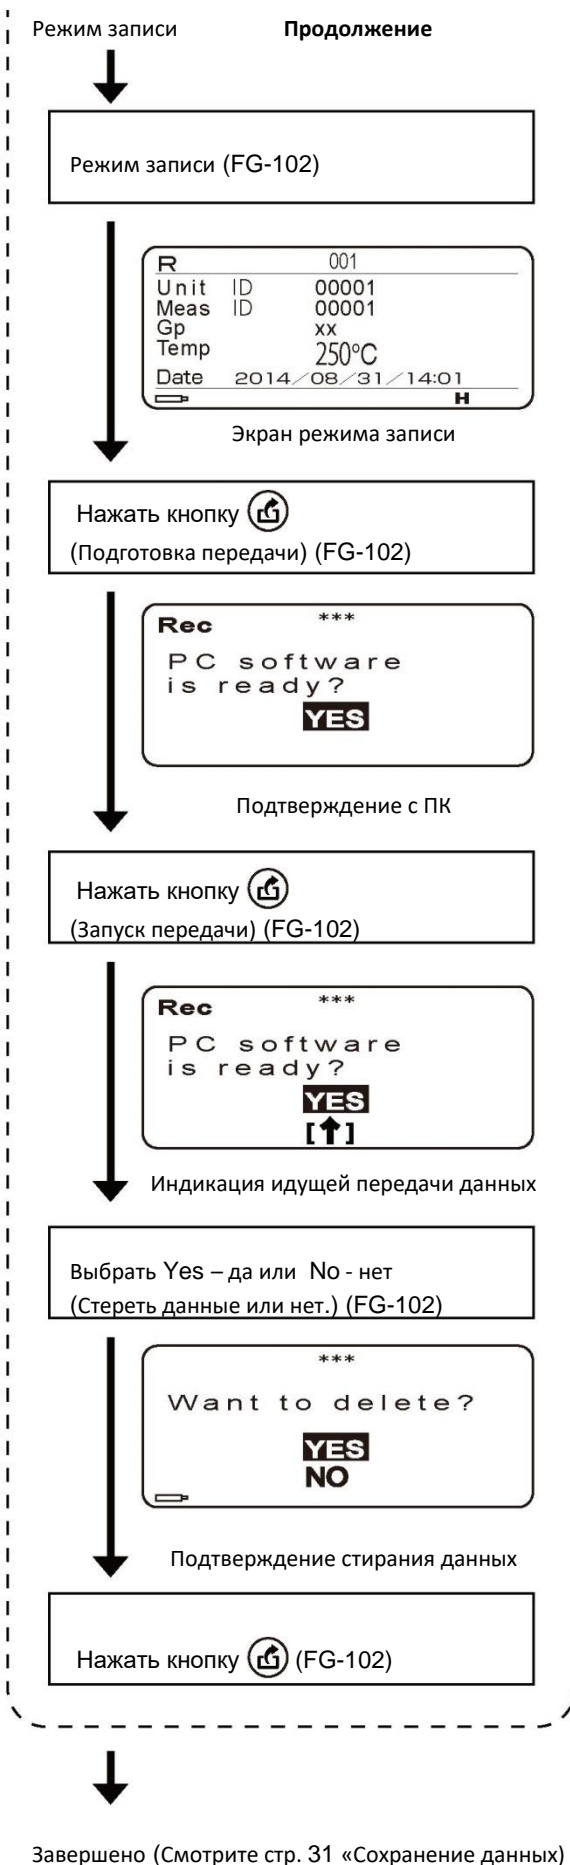 Режим записи Продолжение
Режим записи (FG-102)
R 001
Unit ID 00001
Meas ID 00001
Gp xx
Temp 250°C
Date 2014/08/31/14:01
H
Экран режима записи
Нажать кнопку
(Подготовка передачи) (FG-102)
Rec ***
PC software
is ready?
YES
Подтверждение с ПК
Нажать кнопку
(Запуск передачи) (FG-102)
Rec ***
PC software
is ready?
YES
[↑]
Индикация идущей передачи данных
Выбрать Yes – да или No - нет
(Стереть данные или нет.) (FG-102)
***
Want to delete?
YES
NO
Подтверждение стирания данных
Нажать кнопку (FG-102)
Завершено (Смотрите стр. 31 «Сохранение данных)